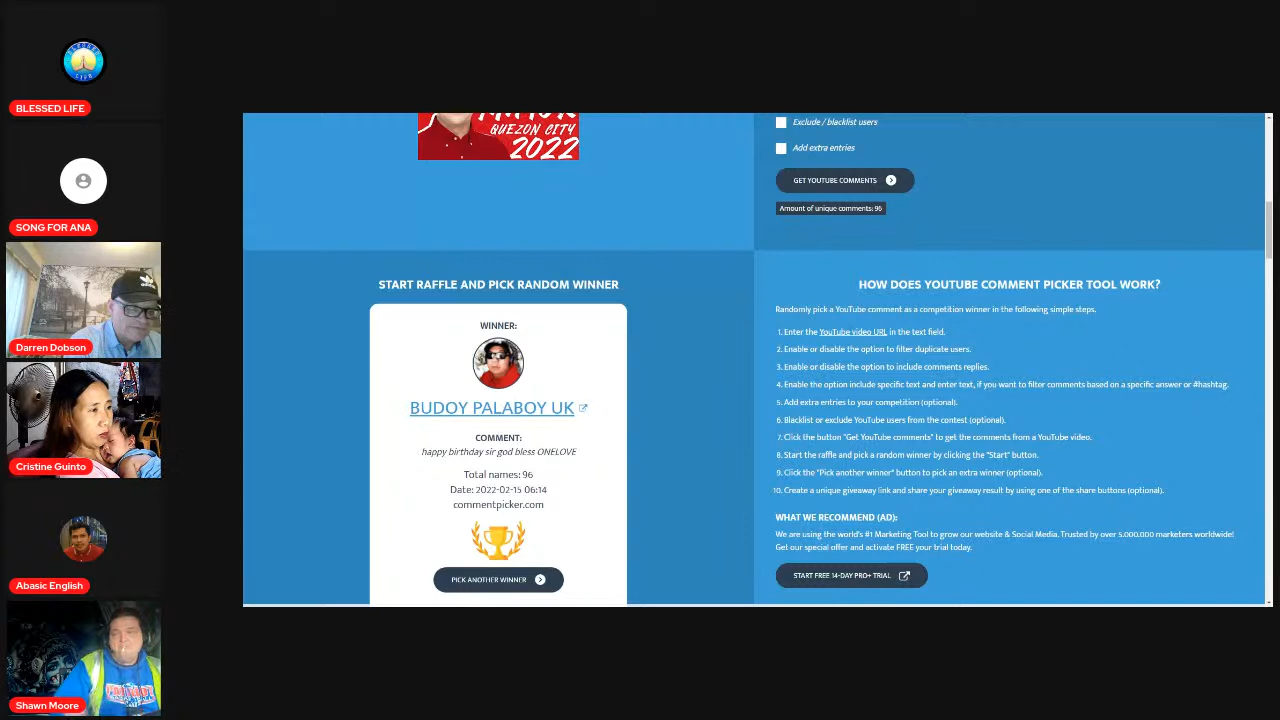 BLESSED LIFE
SONG FOR ANA
Darren Dobson
Cristine Guinto
Abasic English
Shawn Moore
QUEZON CITY
2022
Exclude / blacklist users
Add extra entries
GET YOUTUBE COMMENTS
Amount of unique comments: 96
START RAFFLE AND PICK RANDOM WINNER
WINNER:
BUDOY PALABOY UK
COMMENT:
happy birthday sir god bless ONELOVE
Total names: 96
Date: 2022-02-15 06:14
commentpicker.com
PICK ANOTHER WINNER
HOW DOES YOUTUBE COMMENT PICKER TOOL WORK?
Randomly pick a YouTube comment as a competition winner in the following simple steps.
1. Enter the YouTube video URL in the text field.
2. Enable or disable the option to filter duplicate users.
3. Enable or disable the option to include comments replies.
4. Enable the option include specific text and enter text, if you want to filter comments based on a specific answer or #hashtag.
5. Add extra entries to your competition (optional).
6. Blacklist or exclude YouTube users from the contest (optional).
7. Click the button "Get YouTube comments" to get the comments from a YouTube video.
8. Start the raffle and pick a random winner by clicking the "Start" button.
9. Click the "Pick another winner" button to pick an extra winner (optional).
10. Create a unique giveaway link and share your giveaway result by using one of the share buttons (optional).
WHAT WE RECOMMEND (AD):
We are using the world's #1 Marketing Tool to grow our website & Social Media. Trusted by over 5.000.000 marketers worldwide!
Get our special offer and activate FREE your trial today.
START FREE 14-DAY PRO+ TRIAL